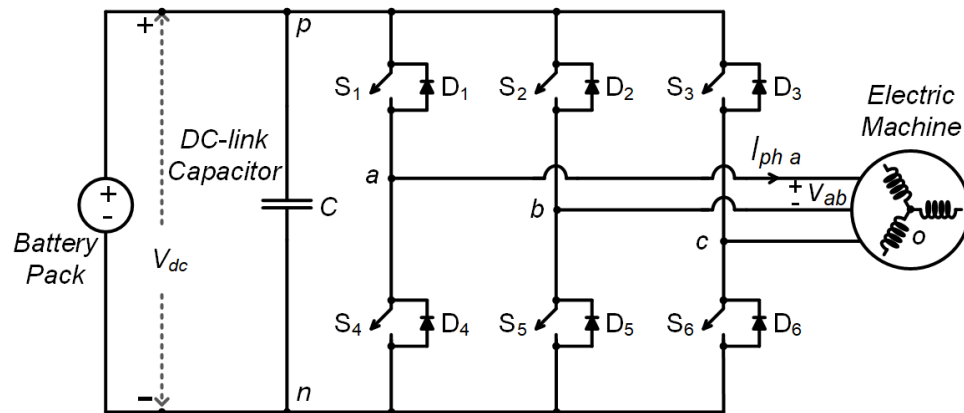 +
p
S1
D1
S2
D2
S3
D3
Electric
Machine
DC-link
Capacitor
Iph a
a
+
-
Vab
+
-
C
b
o
Battery
Pack
Vdc
c
S4
D4
S5
D5
S6
D6
-
n